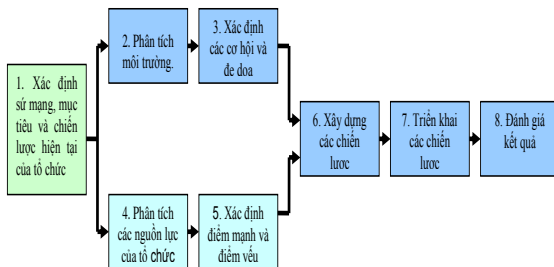 1. Xác định
sứ mạng, mục
tiêu và chiến
lược hiện tại
của tổ chức
2. Phân tích
môi trường.
3. Xác định
các cơ hội và
đe doa
4. Phân tích
các nguồn lực
của tổ chức
5. Xác định
điểm mạnh và
điểm yếu
6. Xây dựng
các chiến
lươc
7. Triển khai
các chiến
lươc
8. Đánh giá
kết quả